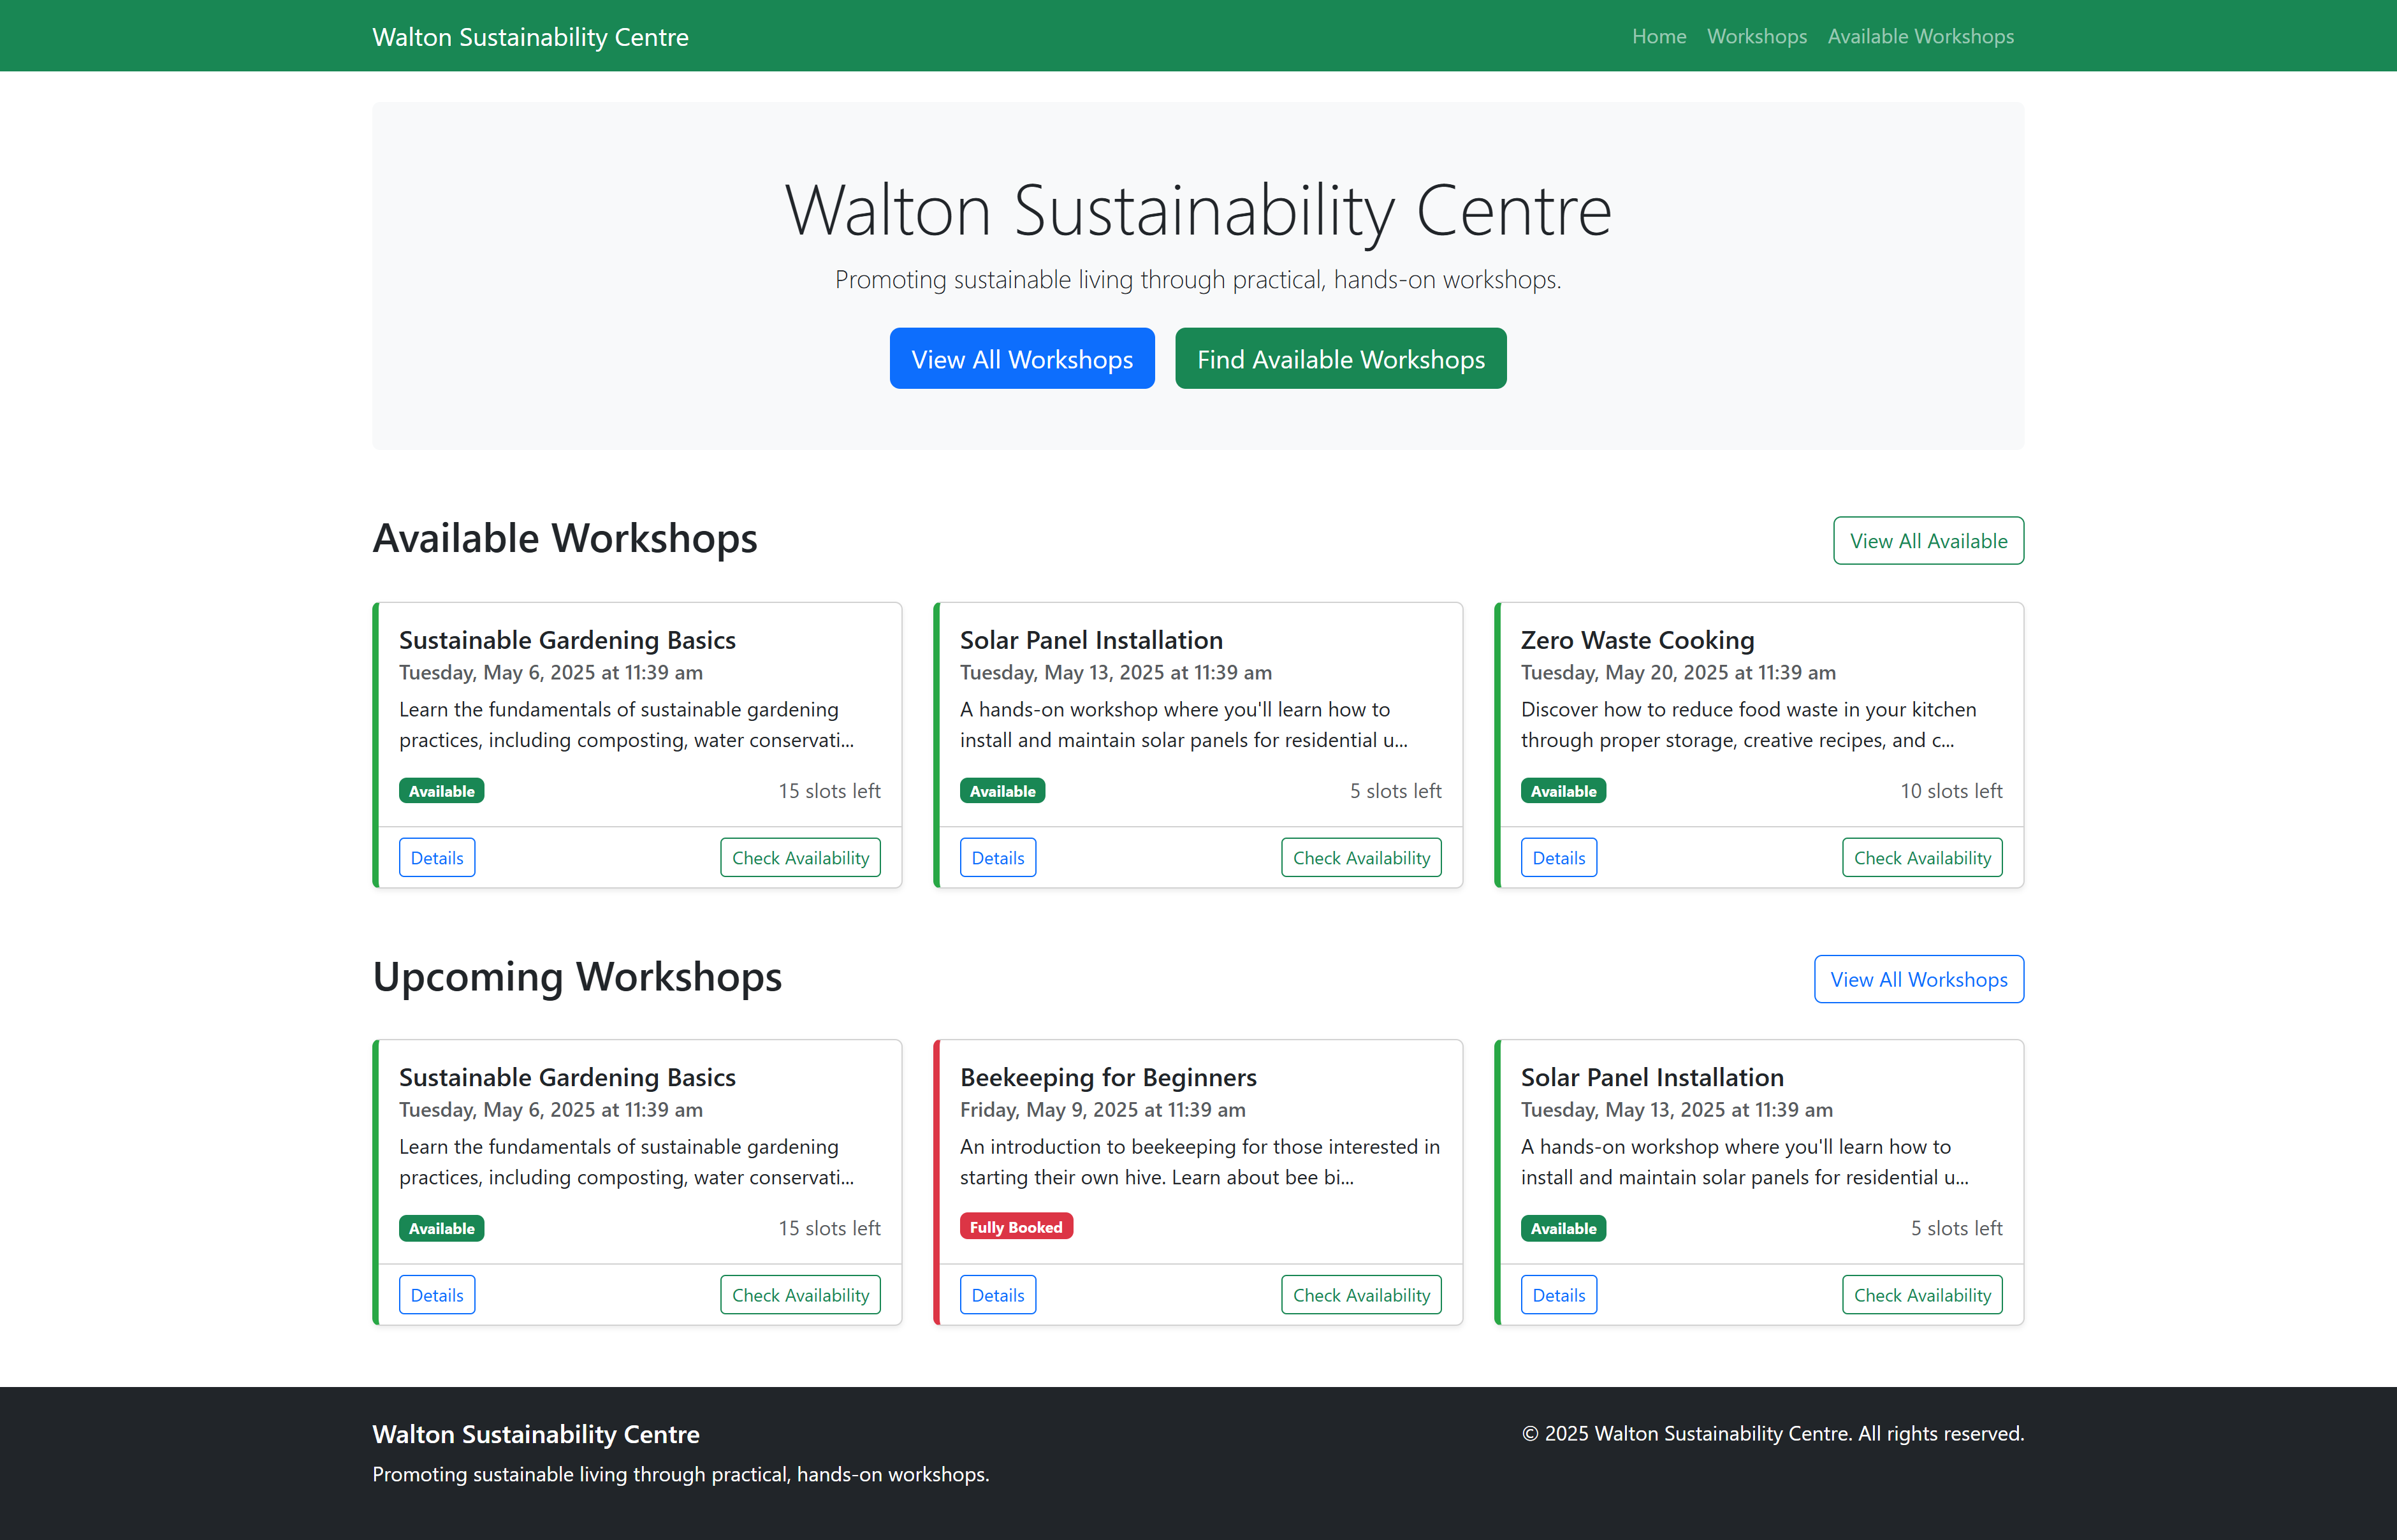 Walton Sustainability Centre
Home Workshops Available Workshops
Walton Sustainability Centre
Promoting sustainable living through practical, hands-on workshops.
View All Workshops Find Available Workshops
Available Workshops View All Available
Sustainable Gardening Basics
Tuesday, May 6, 2025 at 11:39 am
Learn the fundamentals of sustainable gardening
practices, including composting, water conservati...
Available 15 slots left
Details Check Availability
Solar Panel Installation
Tuesday, May 13, 2025 at 11:39 am
A hands-on workshop where you'll learn how to
install and maintain solar panels for residential u...
Available 5 slots left
Details Check Availability
Zero Waste Cooking
Tuesday, May 20, 2025 at 11:39 am
Discover how to reduce food waste in your kitchen
through proper storage, creative recipes, and c...
Available 10 slots left
Details Check Availability
Upcoming Workshops View All Workshops
Sustainable Gardening Basics
Tuesday, May 6, 2025 at 11:39 am
Learn the fundamentals of sustainable gardening
practices, including composting, water conservati...
Available 15 slots left
Details Check Availability
Beekeeping for Beginners
Friday, May 9, 2025 at 11:39 am
An introduction to beekeeping for those interested in
starting their own hive. Learn about bee bi...
Fully Booked
Details Check Availability
Solar Panel Installation
Tuesday, May 13, 2025 at 11:39 am
A hands-on workshop where you'll learn how to
install and maintain solar panels for residential u...
Available 5 slots left
Details Check Availability
Walton Sustainability Centre
Promoting sustainable living through practical, hands-on workshops.
© 2025 Walton Sustainability Centre. All rights reserved.